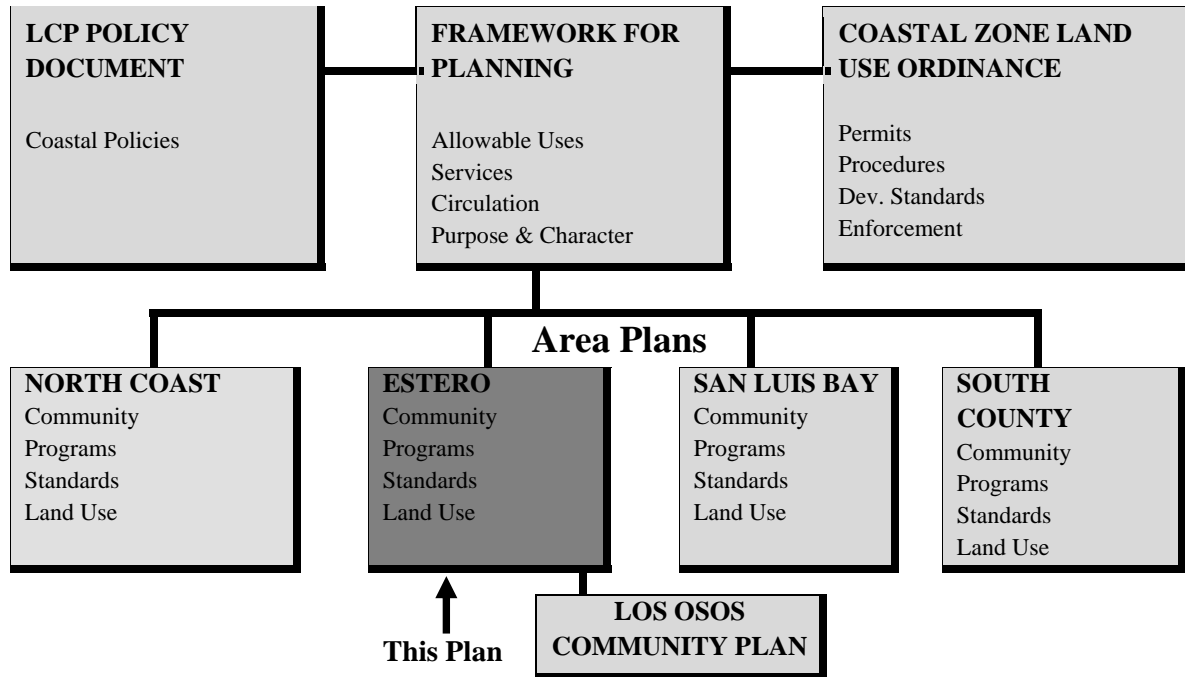 LCP POLICY
DOCUMENT
Coastal Policies
FRAMEWORK FOR
PLANNING
Allowable Uses
Services
Circulation
Purpose & Character
COASTAL ZONE LAND
USE ORDINANCE
Permits
Procedures
Dev. Standards
Enforcement
Area Plans
NORTH COAST
Community
Programs
Standards
Land Use
ESTERO
Community
Programs
Standards
Land Use
SAN LUIS BAY
Community
Programs
Standards
Land Use
SOUTH
COUNTY
Community
Programs
Standards
Land Use
This Plan
LOS OSOS
COMMUNITY PLAN